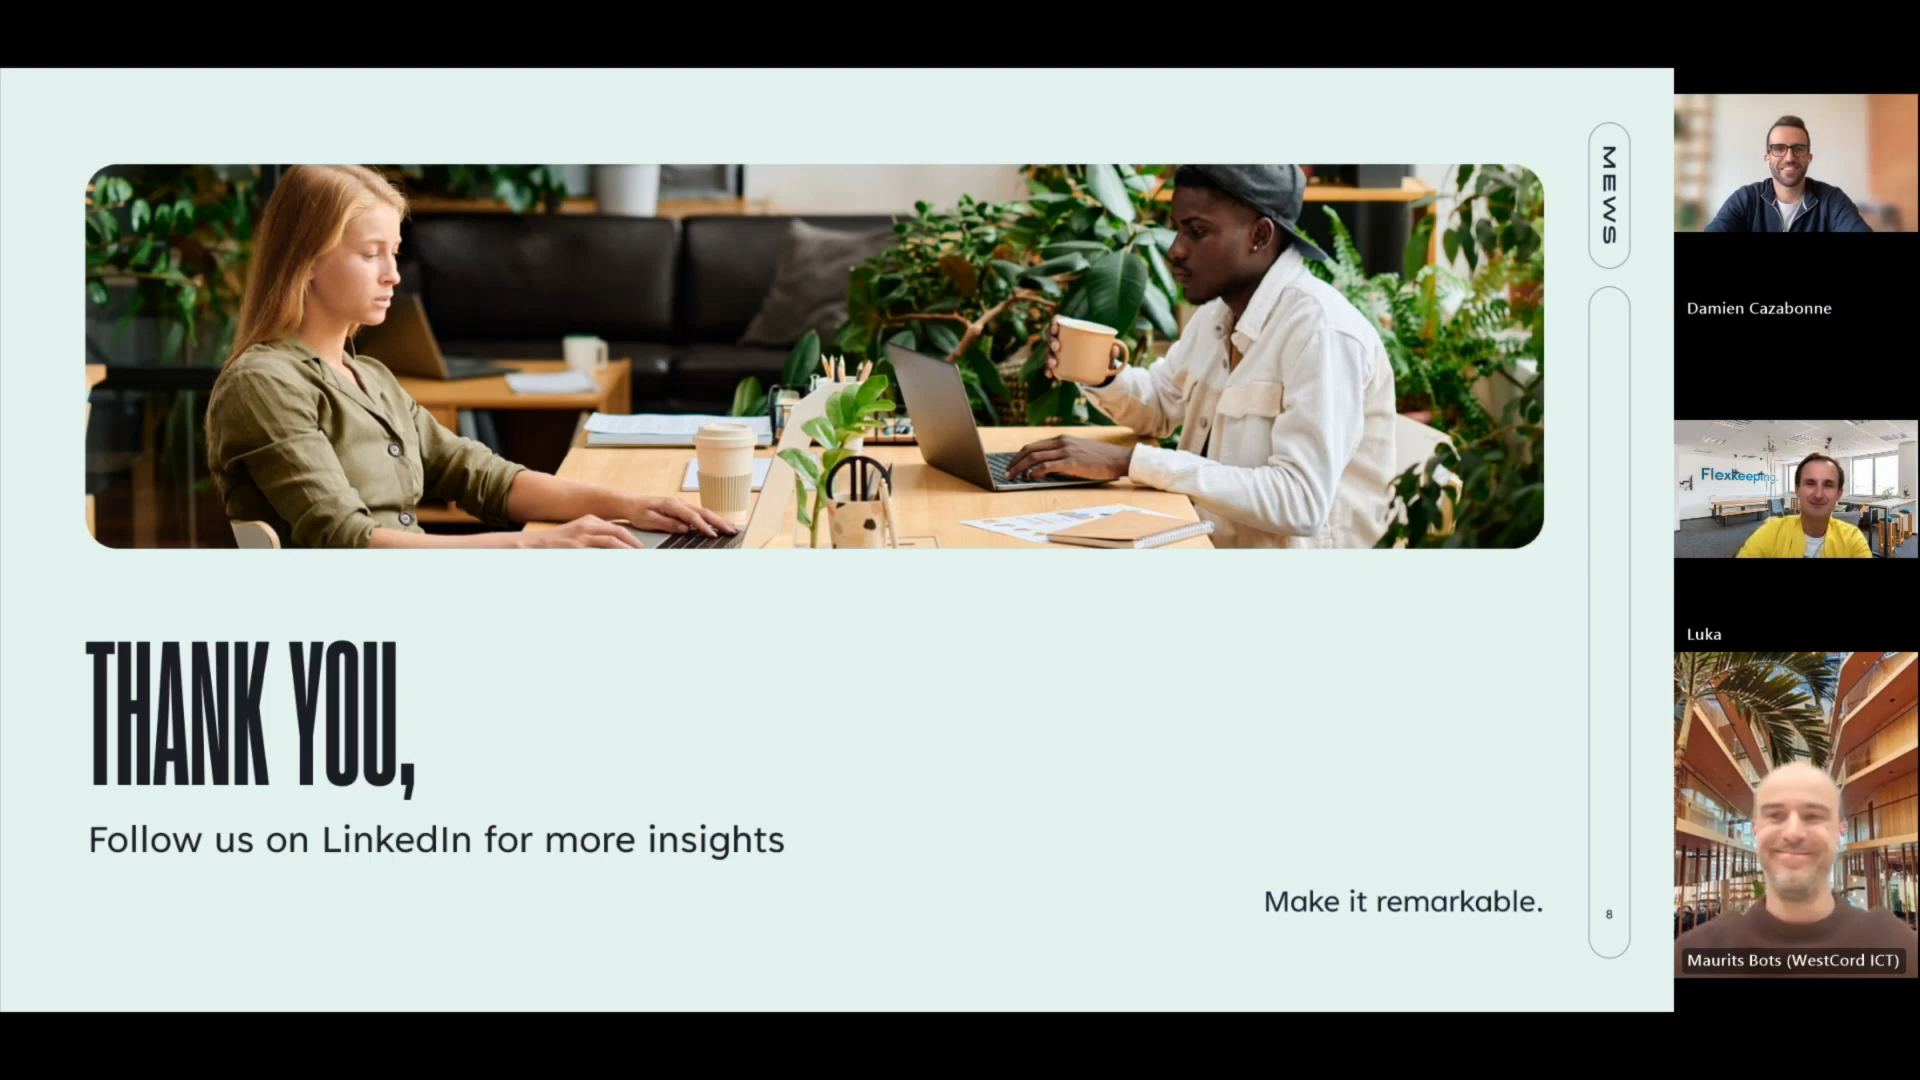 MEWS
THANK YOU,
Follow us on LinkedIn for more insights
Make it remarkable.
8
Damien Cazabonne
Flexkeeping
Luka
Maurits Bots (WestCord ICT)